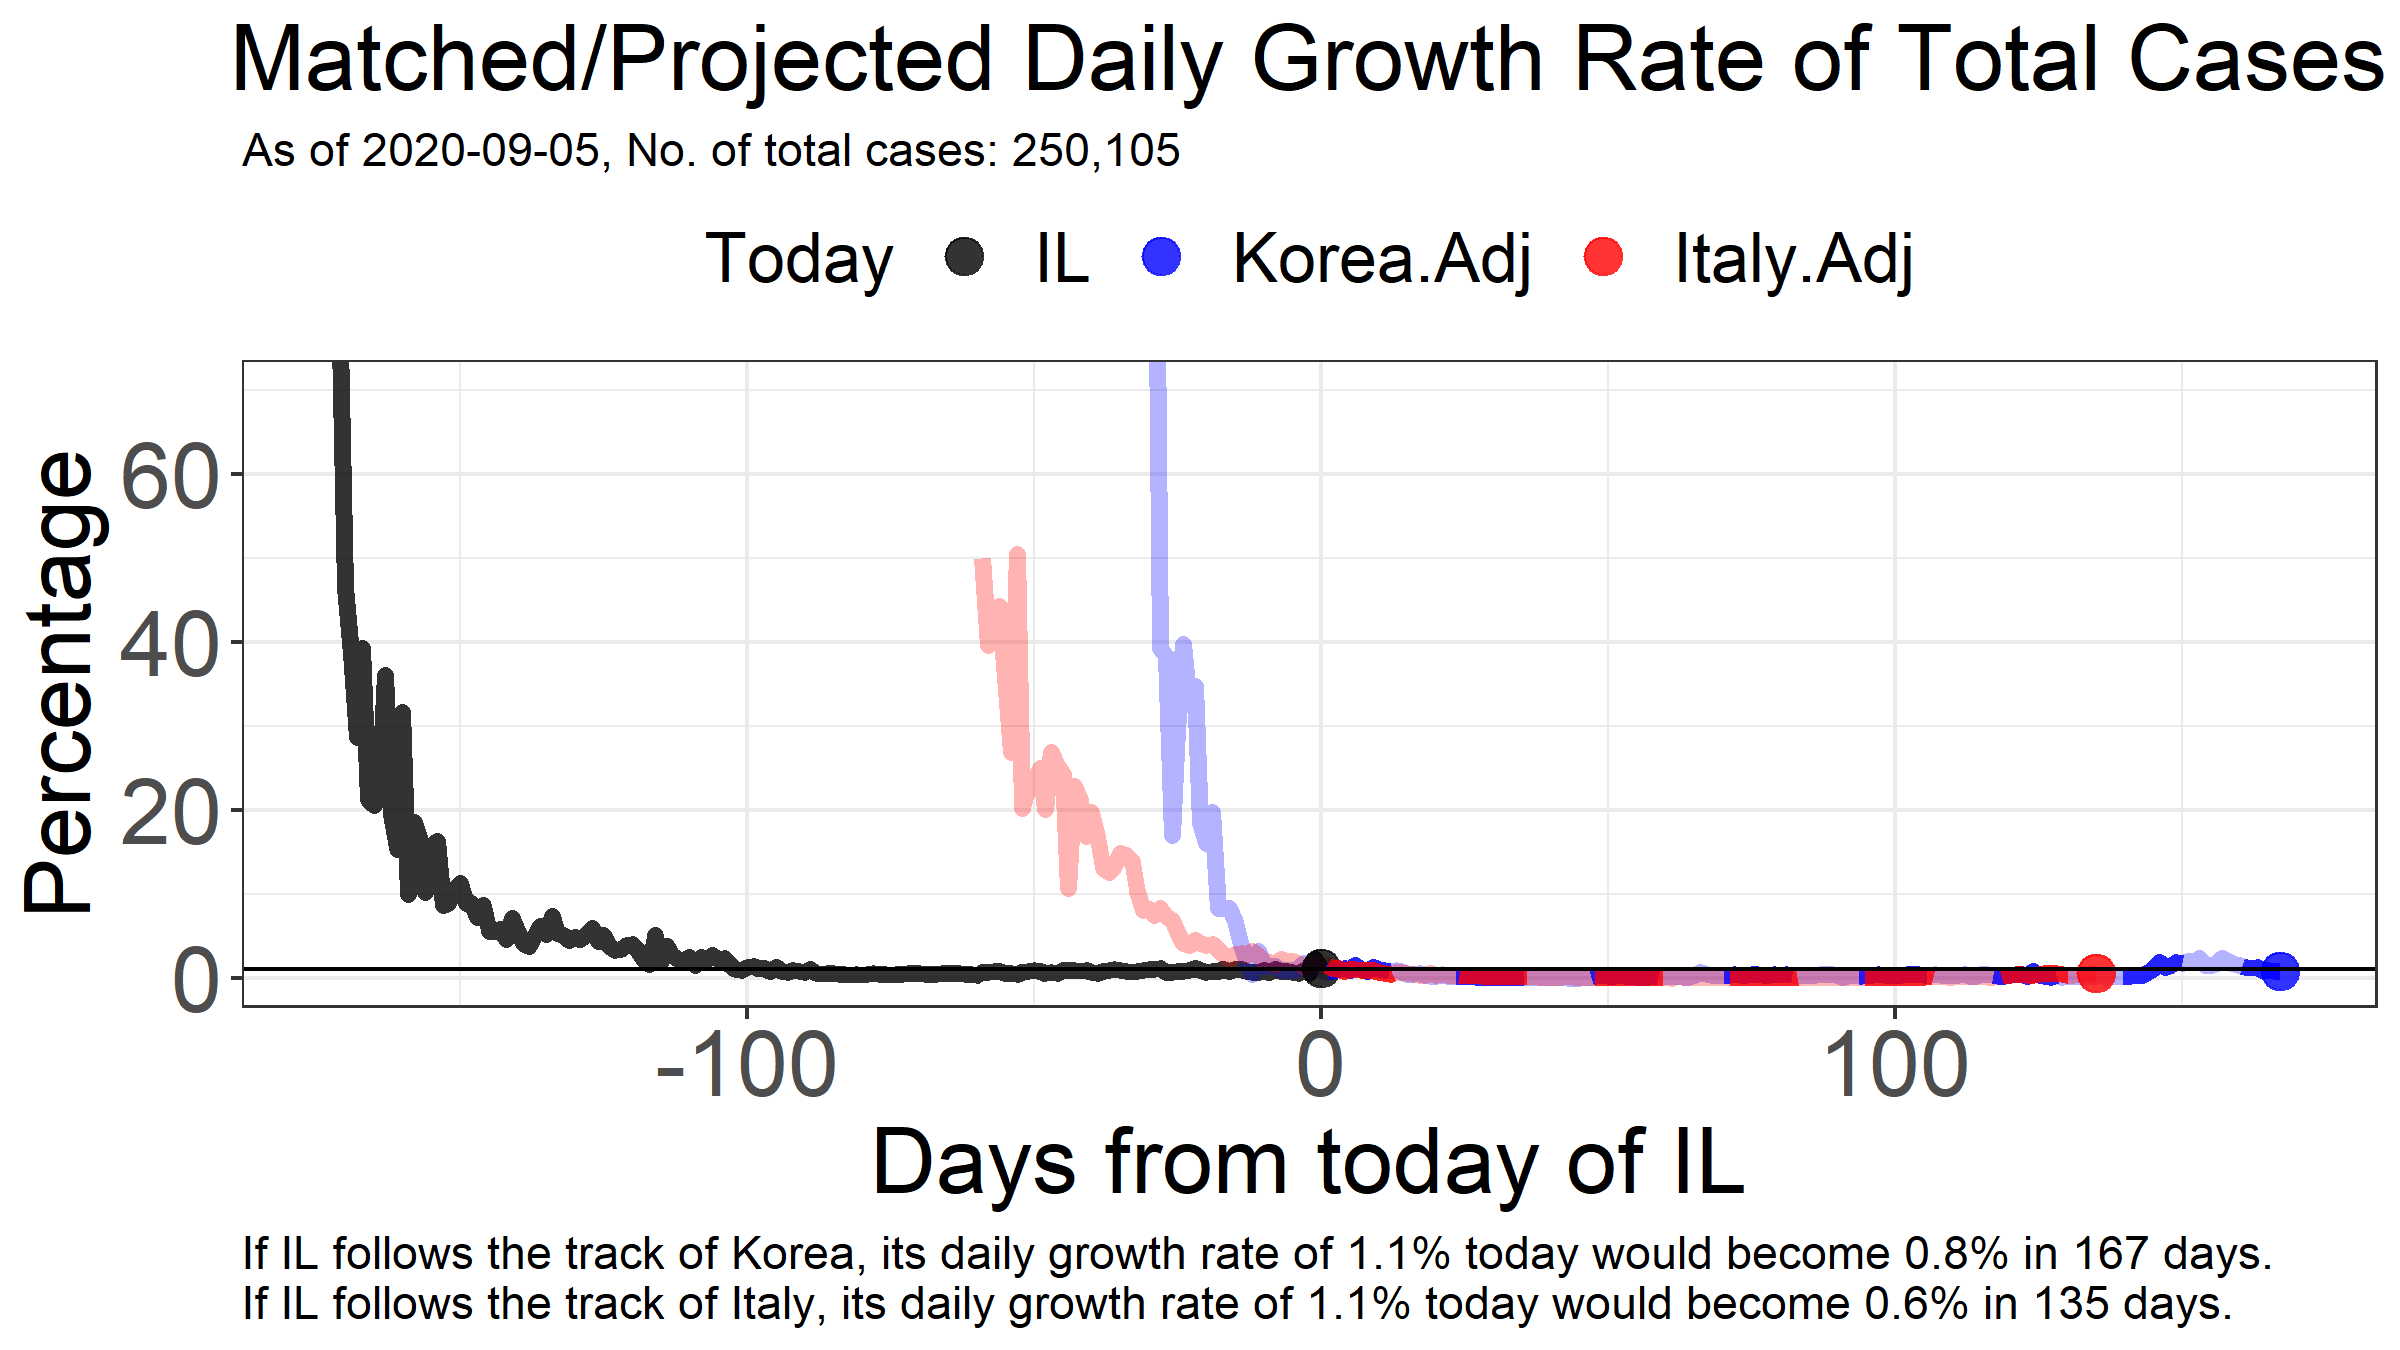 Matched/Projected Daily Growth Rate of Total Cases
As of 2020-09-05, No. of total cases: 250,105
Today IL Korea.Adj Italy.Adj
Percentage
60
40
20
0
-100 0 100
Days from today of IL
If IL follows the track of Korea, its daily growth rate of 1.1% today would become 0.8% in 167 days.
If IL follows the track of Italy, its daily growth rate of 1.1% today would become 0.6% in 135 days.